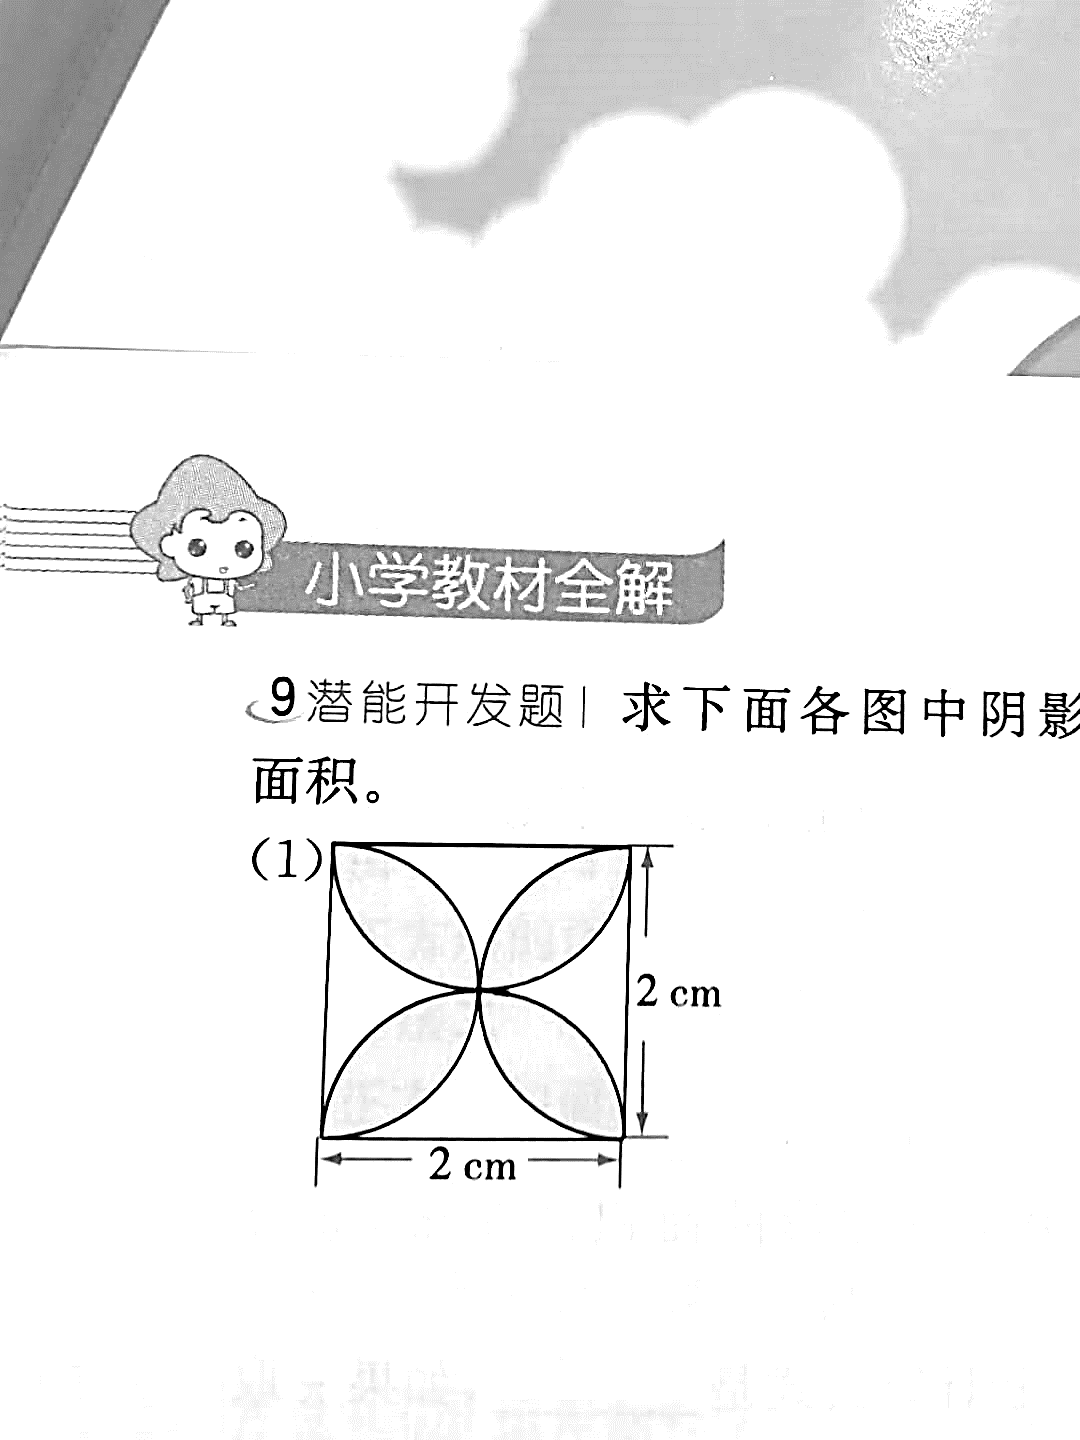 小学教材全解
9 潜能开发题 | 求下面各图中阴影
面积。
(1)
2 cm
2 cm